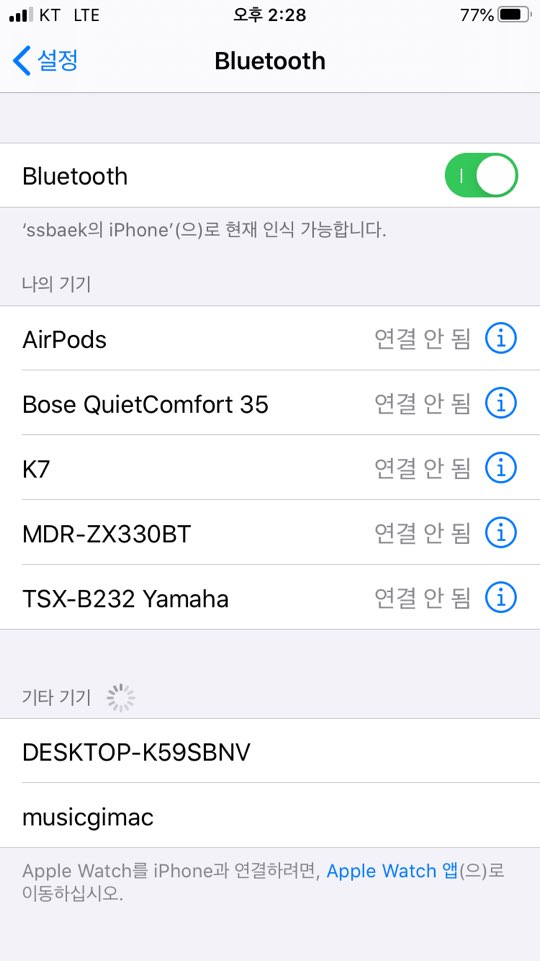 KT LTE 오후 2:28 77%
설정 Bluetooth
Bluetooth
‘ssbaek의 iPhone’(으)로 현재 인식 가능합니다.
나의 기기
AirPods 연결 안 됨
Bose QuietComfort 35 연결 안 됨
K7 연결 안 됨
MDR-ZX330BT 연결 안 됨
TSX-B232 Yamaha 연결 안 됨
기타 기기
DESKTOP-K59SBNV
musicgimac
Apple Watch를 iPhone과 연결하려면, Apple Watch 앱(으)로
이동하십시오.